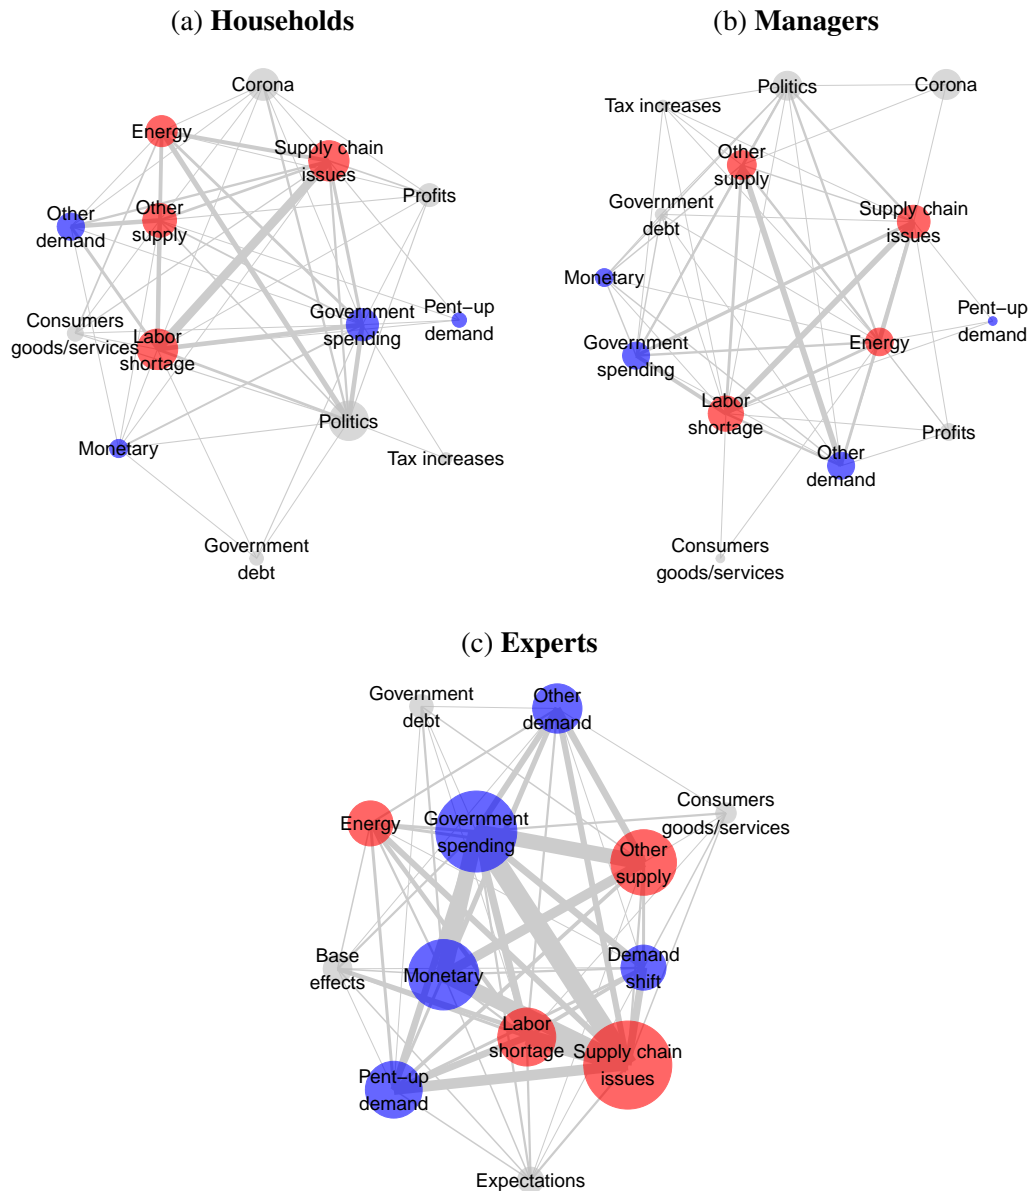 (a) Households
Corona
Energy
Supply chain
issues
Profits
Other
demand
Other
supply
Consumers
goods/services
Labor
shortage
Government
spending
Pent−up
demand
Politics
Monetary
Tax increases
Government
debt
(b) Managers
Politics
Corona
Tax increases
Other
supply
Government
debt
Supply chain
issues
Monetary
Pent−up
demand
Government
spending
Energy
Labor
shortage
Profits
Other
demand
Consumers
goods/services
(c) Experts
Government
debt
Other
demand
Energy
Government
spending
Consumers
goods/services
Other
supply
Base
effects
Monetary
Demand
shift
Labor
shortage
Supply chain
issues
Pent−up
demand
Expectations